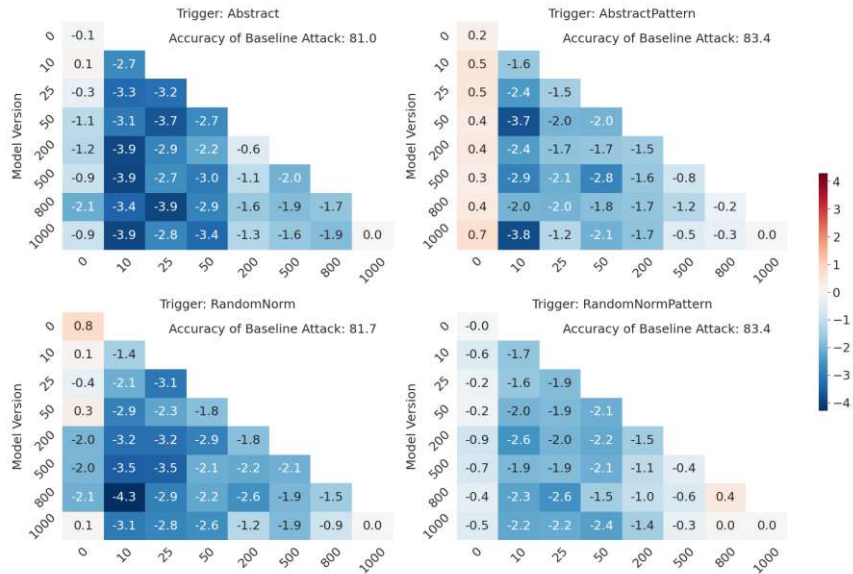 Trigger: Abstract
Accuracy of Baseline Attack: 81.0
Model Version
0 -0.1
10 0.1 -2.7
25 -0.3 -3.3 -3.2
50 -1.1 -3.1 -3.7 -2.7
200 -1.2 -3.9 -2.9 -2.2 -0.6
500 -0.9 -3.9 -2.7 -3.0 -1.1 -2.0
800 -2.1 -3.4 -3.9 -2.9 -1.6 -1.9 -1.7
1000 -0.9 -3.9 -2.8 -3.4 -1.3 -1.6 -1.9 0.0
0 10 25 50 200 500 800 1000
Trigger: AbstractPattern
Accuracy of Baseline Attack: 83.4
Model Version
0 0.2
10 0.5 -1.6
25 0.5 -2.4 -1.5
50 0.4 -3.7 -2.0 -2.0
200 0.4 -2.4 -1.7 -1.7 -1.5
500 0.3 -2.9 -2.1 -2.8 -1.6 -0.8
800 0.4 -2.0 -2.0 -1.8 -1.7 -1.2 -0.2
1000 0.7 -3.8 -1.2 -2.1 -1.7 -0.5 -0.3 0.0
0 10 25 50 200 500 800 1000
Trigger: RandomNorm
Accuracy of Baseline Attack: 81.7
Model Version
0 0.8
10 0.1 -1.4
25 -0.4 -2.1 -3.1
50 0.3 -2.9 -2.3 -1.8
200 -2.0 -3.2 -3.2 -2.9 -1.8
500 -2.0 -3.5 -3.5 -2.1 -2.2 -2.1
800 -2.1 -4.3 -2.9 -2.2 -2.6 -1.9 -1.5
1000 0.1 -3.1 -2.8 -2.6 -1.2 -1.9 -0.9 0.0
0 10 25 50 200 500 800 1000
Trigger: RandomNormPattern
Accuracy of Baseline Attack: 83.4
Model Version
0 -0.0
10 -0.6 -1.7
25 -0.2 -1.6 -1.9
50 -0.2 -2.0 -1.9 -2.1
200 -0.9 -2.6 -2.0 -2.2 -1.5
500 -0.7 -1.9 -1.9 -2.1 -1.1 -0.4
800 -0.4 -2.3 -2.6 -1.5 -1.0 -0.6 0.4
1000 -0.5 -2.2 -2.2 -2.4 -1.4 -0.3 0.0 0.0
0 10 25 50 200 500 800 1000
4
3
2
1
0
−1
−2
−3
−4